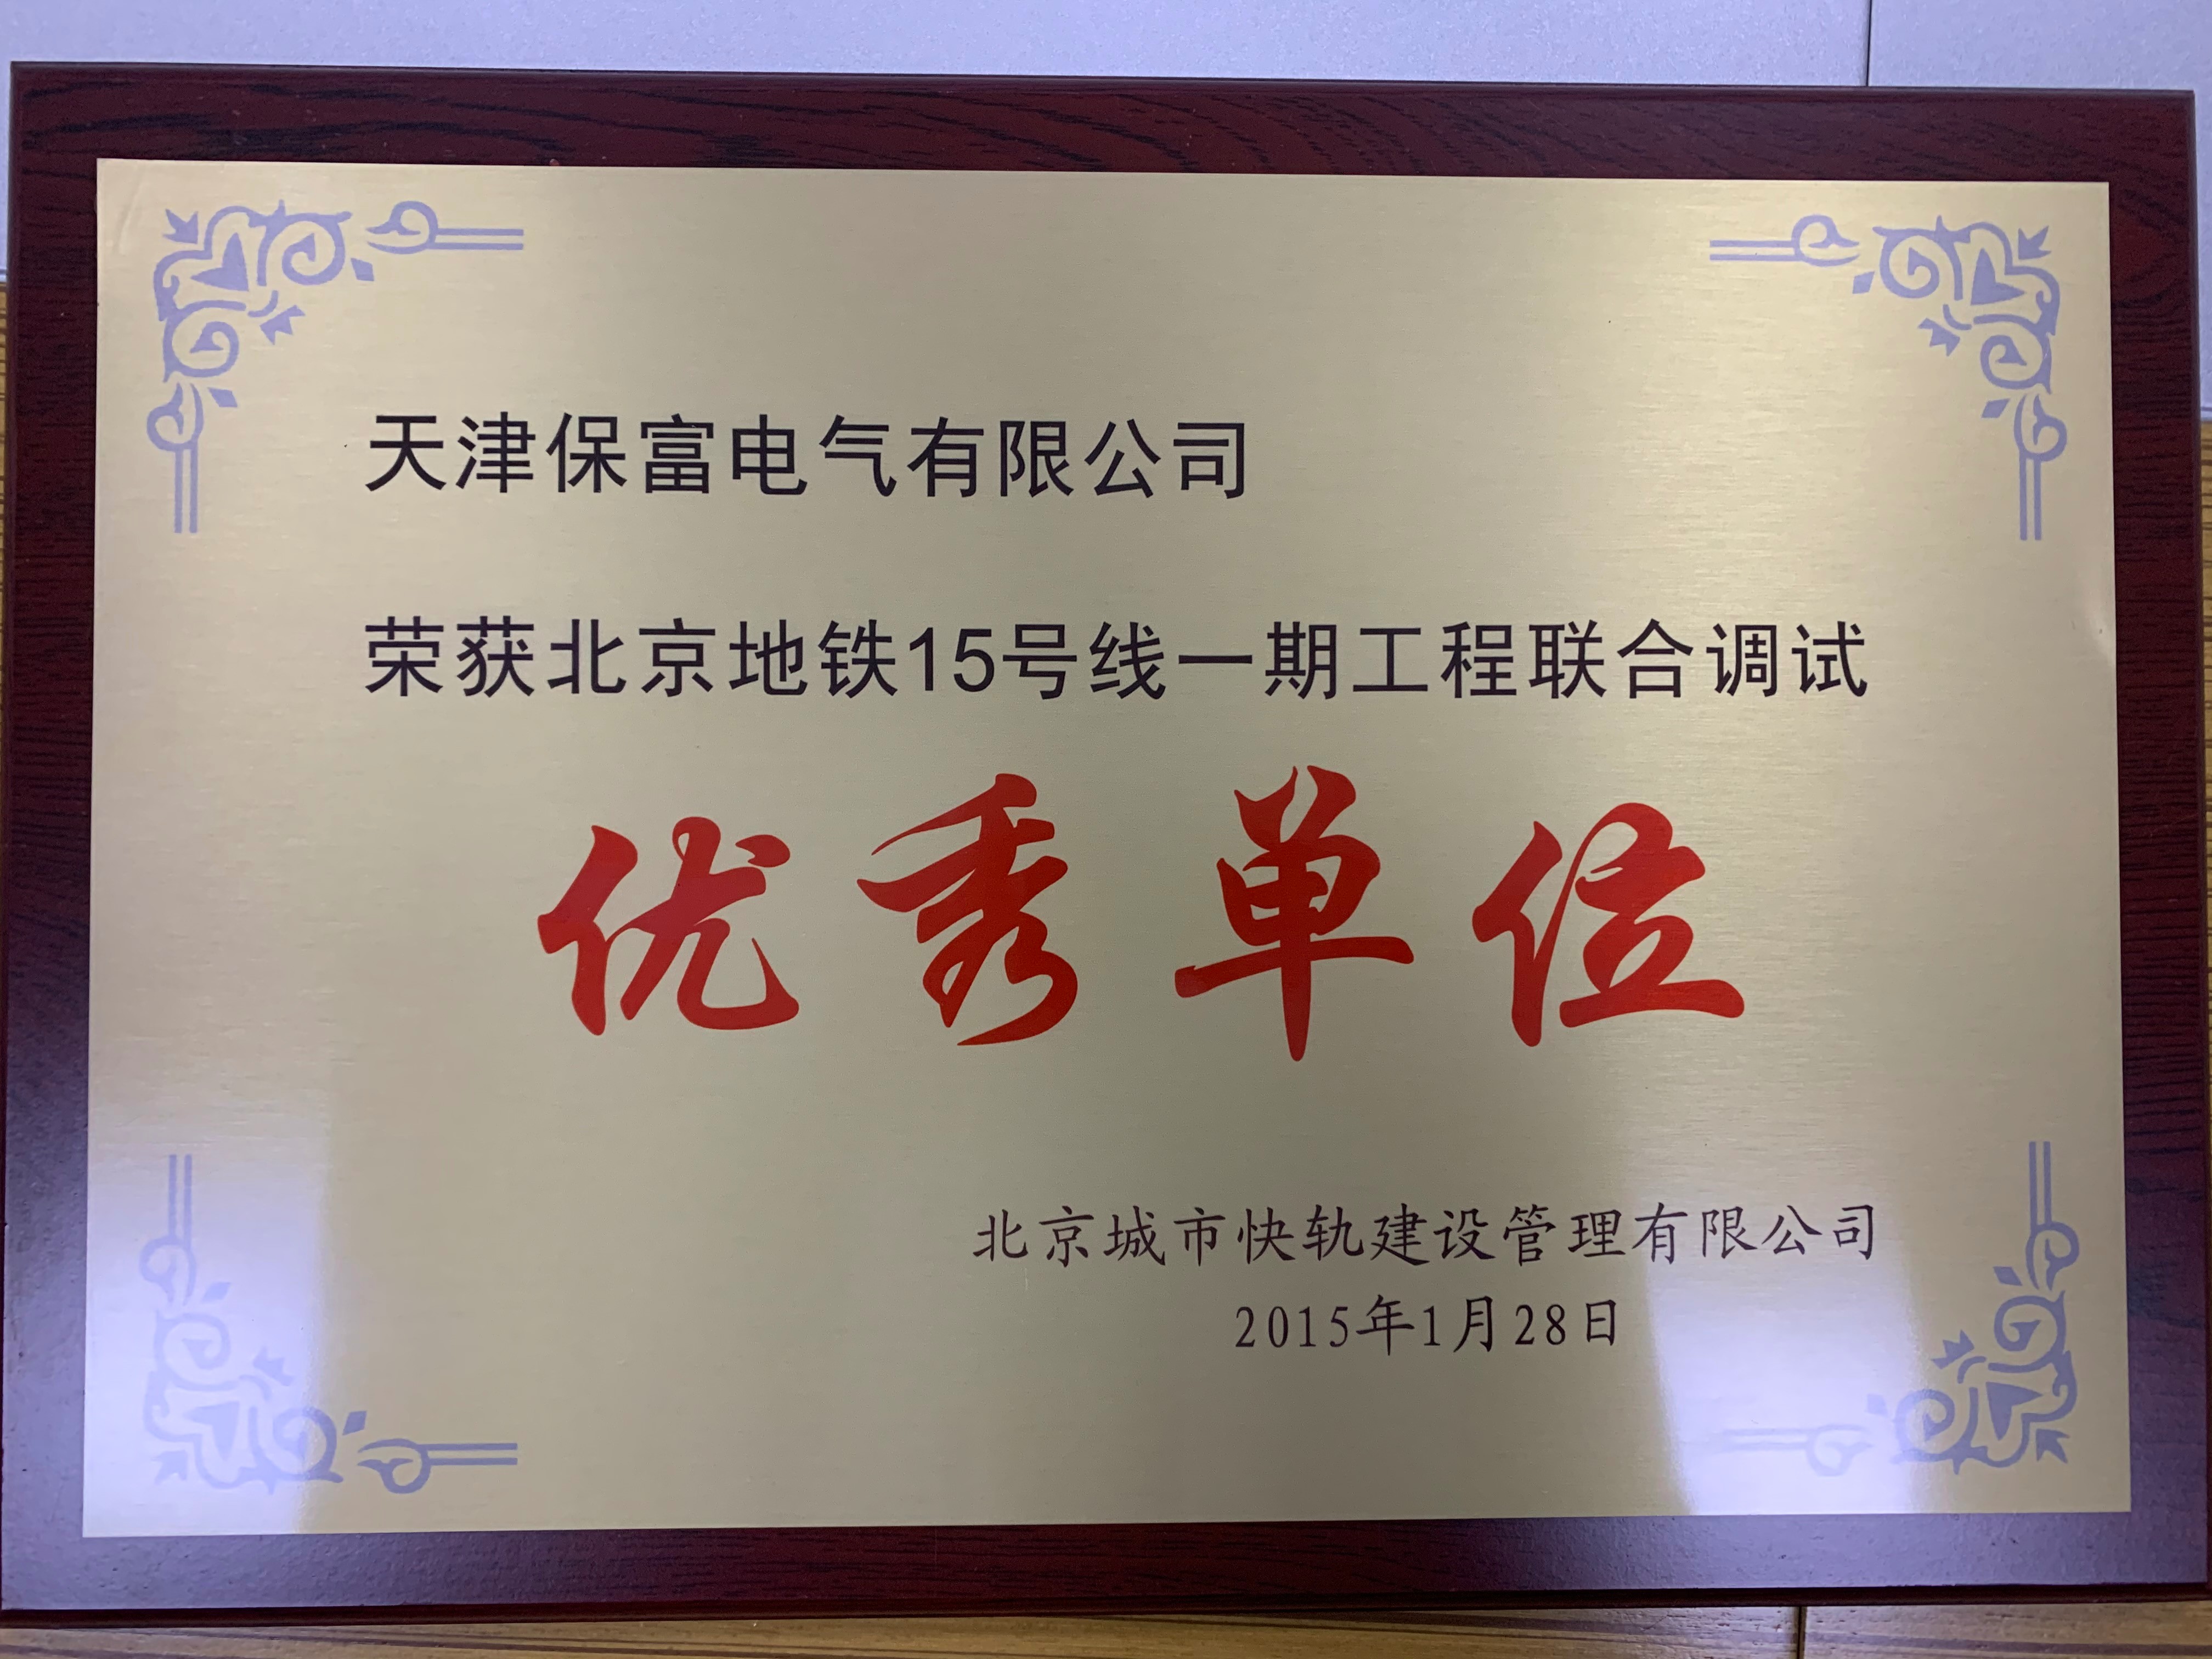 天津保富电气有限公司
荣获北京地铁15号线一期工程联合调试
优秀单位
北京城市快轨建设管理有限公司
2015年1月28日